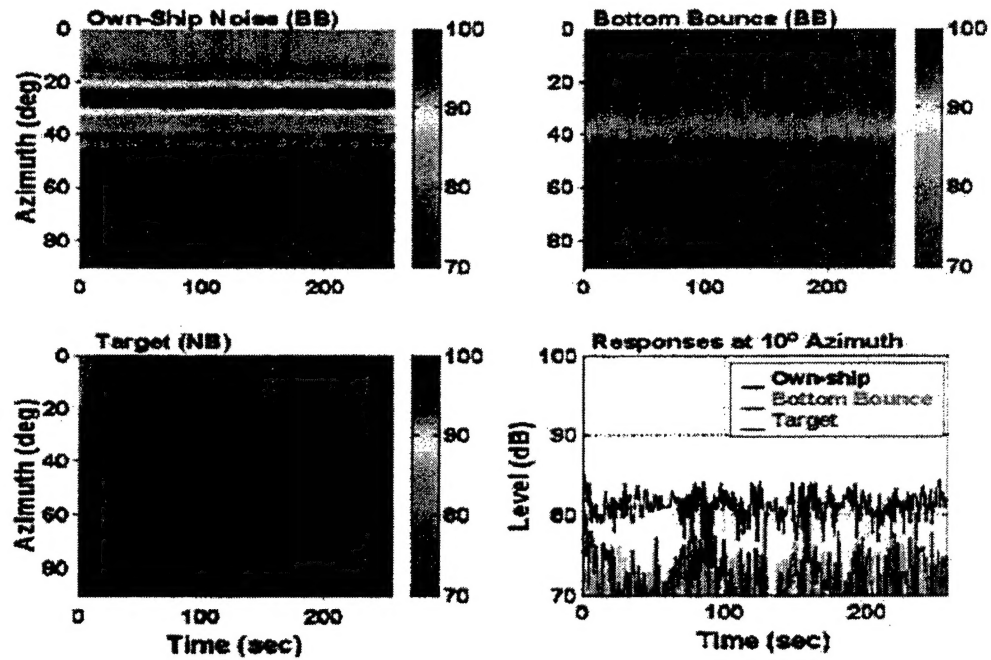 Own-Ship Noise (BB)
0
20
40
60
80
Azimuth (deg)
0 100 200
100
90
80
70
Bottom Bounce (BB)
0
20
40
60
80
0 100 200
100
90
80
70
Target (NB)
0
20
40
60
80
Azimuth (deg)
0 100 200
Time (sec)
100
90
80
70
Responses at 10º Azimuth
100
90
80
70
Level (dB)
Own-ship
Bottom Bounce
Target
0 100 200
Time (sec)